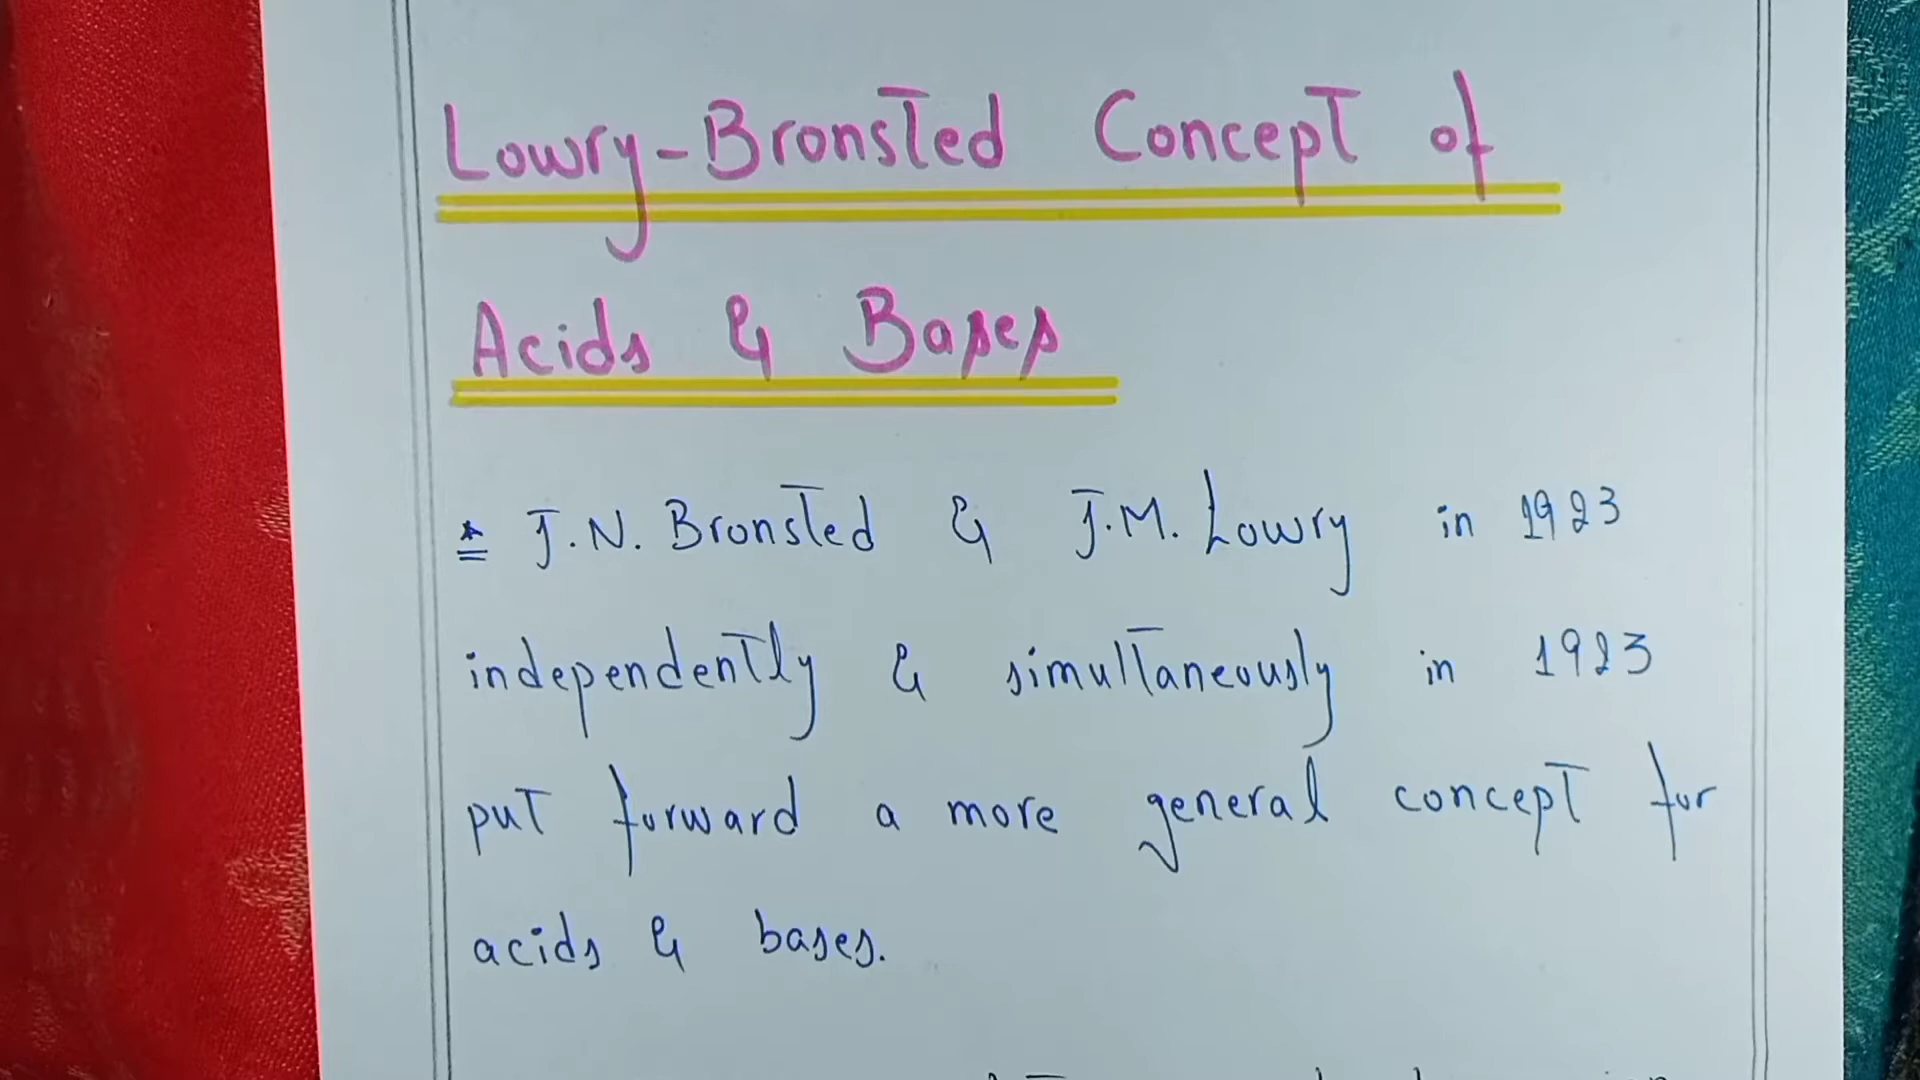 Lowry-Bronsted Concept of
Acids & Bases
* J.N. Bronsted & J.M. Lowry in 1923
independently & simultaneously in 1923
put forward a more general concept for
acids & bases.